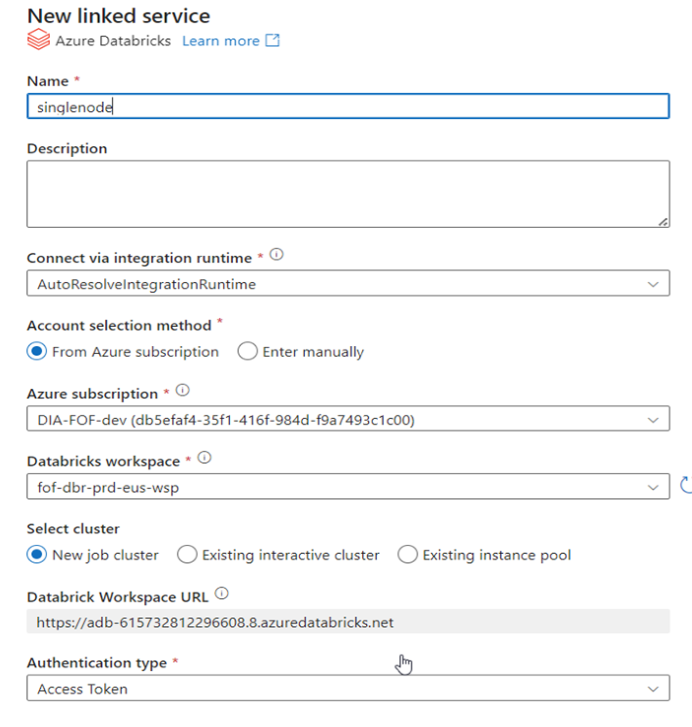 New linked service
Azure Databricks Learn more
Name *
singlenode
Description
Connect via integration runtime *
AutoResolveIntegrationRuntime
Account selection method *
From Azure subscription Enter manually
Azure subscription *
DIA-FOF-dev (db5efaf4-35f1-416f-984d-f9a7493c1c00)
Databricks workspace *
fof-dbr-prd-eus-wsp
Select cluster
New job cluster Existing interactive cluster Existing instance pool
Databrick Workspace URL
https://adb-615732812296608.8.azuredatabricks.net
Authentication type *
Access Token